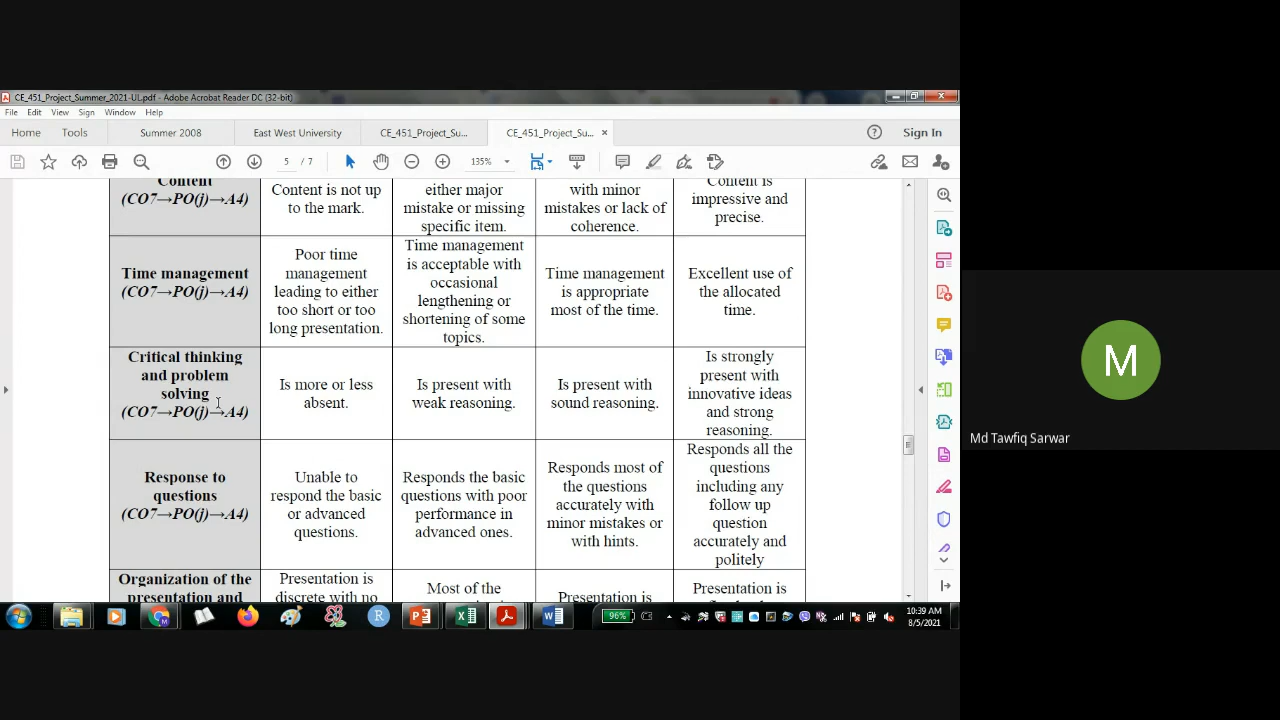 CE_451_Project_Summer_2021-UL.pdf - Adobe Acrobat Reader DC (32-bit)
File Edit View Sign Window Help
Home Tools Summer 2008 East West University CE_451_Project_Su... CE_451_Project_Su... × Sign In
5 / 7 135%
Content
(CO7→PO(j)→A4)
Content is not up
to the mark.
either major
mistake or missing
specific item.
with minor
mistakes or lack of
coherence.
Content is
impressive and
precise.
Time management
(CO7→PO(j)→A4)
Poor time
management
leading to either
too short or too
long presentation.
Time management
is acceptable with
occasional
lengthening or
shortening of some
topics.
Time management
is appropriate
most of the time.
Excellent use of
the allocated
time.
Critical thinking
and problem
solving
(CO7→PO(j)→A4)
Is more or less
absent.
Is present with
weak reasoning.
Is present with
sound reasoning.
Is strongly
present with
innovative ideas
and strong
reasoning.
Response to
questions
(CO7→PO(j)→A4)
Unable to
respond the basic
or advanced
questions.
Responds the basic
questions with poor
performance in
advanced ones.
Responds most of
the questions
accurately with
minor mistakes or
with hints.
Responds all the
questions
including any
follow up
question
accurately and
politely
Organization of the
presentation and
Presentation is
discrete with no
Most of the
Presentation is
Presentation is
96%
10:39 AM
8/5/2021
M
Md Tawfiq Sarwar